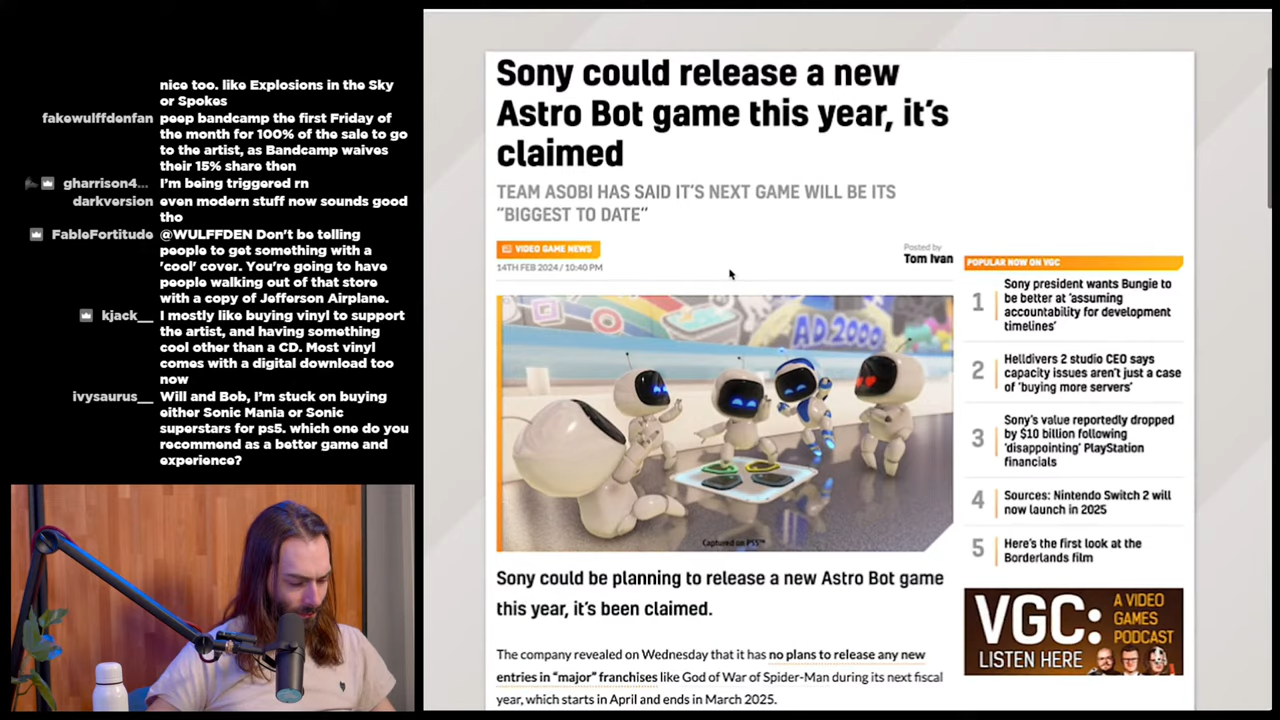 nice too. like Explosions in the Sky
or Spokes
fakewulffdenfan peep bandcamp the first Friday of
the month for 100% of the sale to go
to the artist, as Bandcamp waives
their 15% share then
gharrison4... I'm being triggered rn
darkversion even modern stuff now sounds good
tho
FableFortitude @WULFFDEN Don't be telling
people to get something with a
'cool' cover. You're going to have
people walking out of that store
with a copy of Jefferson Airplane.
kjack__ I mostly like buying vinyl to support
the artist, and having something
cool other than a CD. Most vinyl
comes with a digital download too
now
ivysaurus__ Will and Bob, I'm stuck on buying
either Sonic Mania or Sonic
superstars for ps5. which one do you
recommend as a better game and
experience?
Sony could release a new
Astro Bot game this year, it's
claimed
TEAM ASOBI HAS SAID IT'S NEXT GAME WILL BE ITS
"BIGGEST TO DATE"
VIDEO GAME NEWS
14TH FEB 2024 / 10:40 PM
Posted by
Tom Ivan
AD.2000
Captured on PS5™
Sony could be planning to release a new Astro Bot game
this year, it's been claimed.
The company revealed on Wednesday that it has no plans to release any new
entries in "major" franchises like God of War of Spider-Man during its next fiscal
year, which starts in April and ends in March 2025.
POPULAR NOW ON VGC
1 Sony president wants Bungie to
be better at 'assuming
accountability for development
timelines'
2 Helldivers 2 studio CEO says
capacity issues aren't just a case
of 'buying more servers'
3 Sony's value reportedly dropped
by $10 billion following
'disappointing' PlayStation
financials
4 Sources: Nintendo Switch 2 will
now launch in 2025
5 Here's the first look at the
Borderlands film
VGC: A VIDEO
GAMES
PODCAST
LISTEN HERE